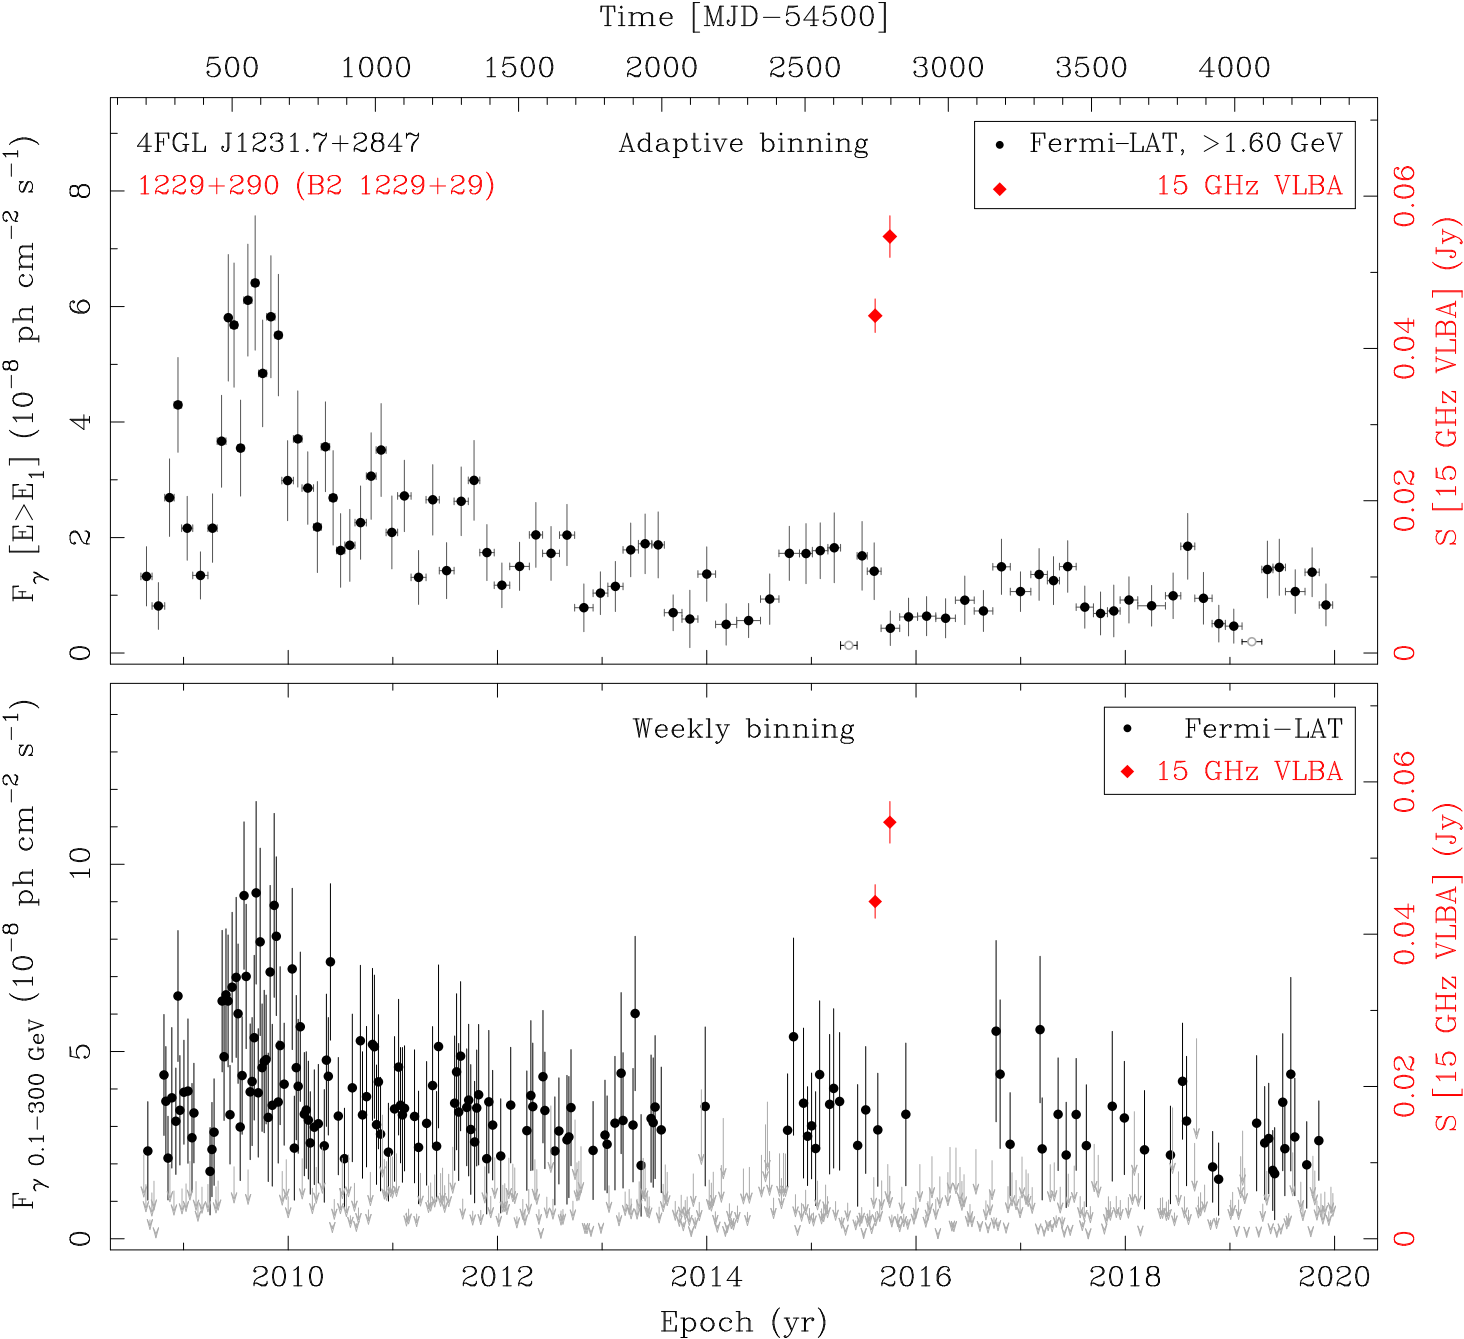 Time [MJD−54500]
500 1000 1500 2000 2500 3000 3500 4000
4FGL J1231.7+2847
1229+290 (B2 1229+29)
Adaptive binning
Fermi−LAT, >1.60 GeV
15 GHz VLBA
F_γ [E>E_1] (10^−8 ph cm^−2 s^−1)
8
6
4
2
0
0.06
0.04
0.02
0
S [15 GHz VLBA] (Jy)
Weekly binning
Fermi−LAT
15 GHz VLBA
F_γ 0.1−300 GeV (10^−8 ph cm^−2 s^−1)
10
5
0
0.06
0.04
0.02
0
S [15 GHz VLBA] (Jy)
2010 2012 2014 2016 2018 2020
Epoch (yr)